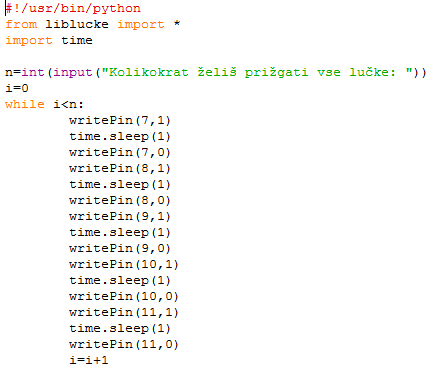 #!/usr/bin/python
from liblucke import *
import time

n=int(input("Kolikokrat želiš prižgati vse lučke: "))
i=0
while i<n:
        writePin(7,1)
        time.sleep(1)
        writePin(7,0)
        writePin(8,1)
        time.sleep(1)
        writePin(8,0)
        writePin(9,1)
        time.sleep(1)
        writePin(9,0)
        writePin(10,1)
        time.sleep(1)
        writePin(10,0)
        writePin(11,1)
        time.sleep(1)
        writePin(11,0)
        i=i+1